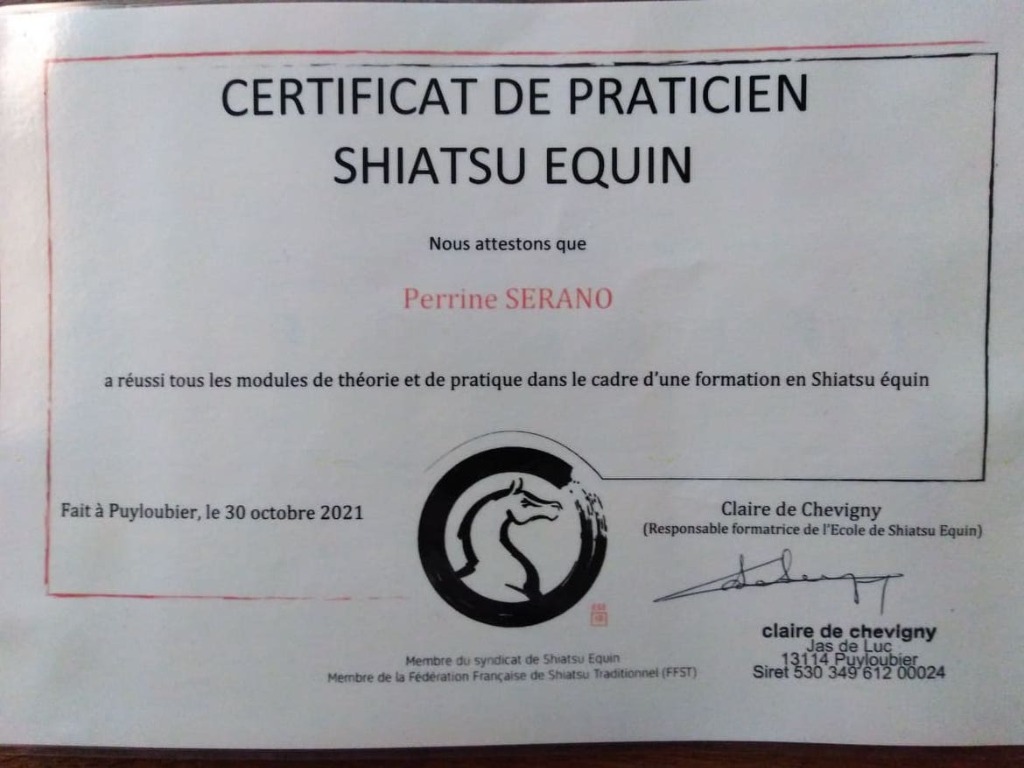 CERTIFICAT DE PRATICIEN
SHIATSU EQUIN
Nous attestons que
Perrine SERANO
a réussi tous les modules de théorie et de pratique dans le cadre d'une formation en Shiatsu équin
Fait à Puyloubier, le 30 octobre 2021
Claire de Chevigny
(Responsable formatrice de l'Ecole de Shiatsu Equin)
claire de chevigny
Jas de Luc
13114 Puyloubier
Siret 530 349 612 00024
Membre du syndicat de Shiatsu Equin
Membre de la Fédération Française de Shiatsu Traditionnel (FFST)